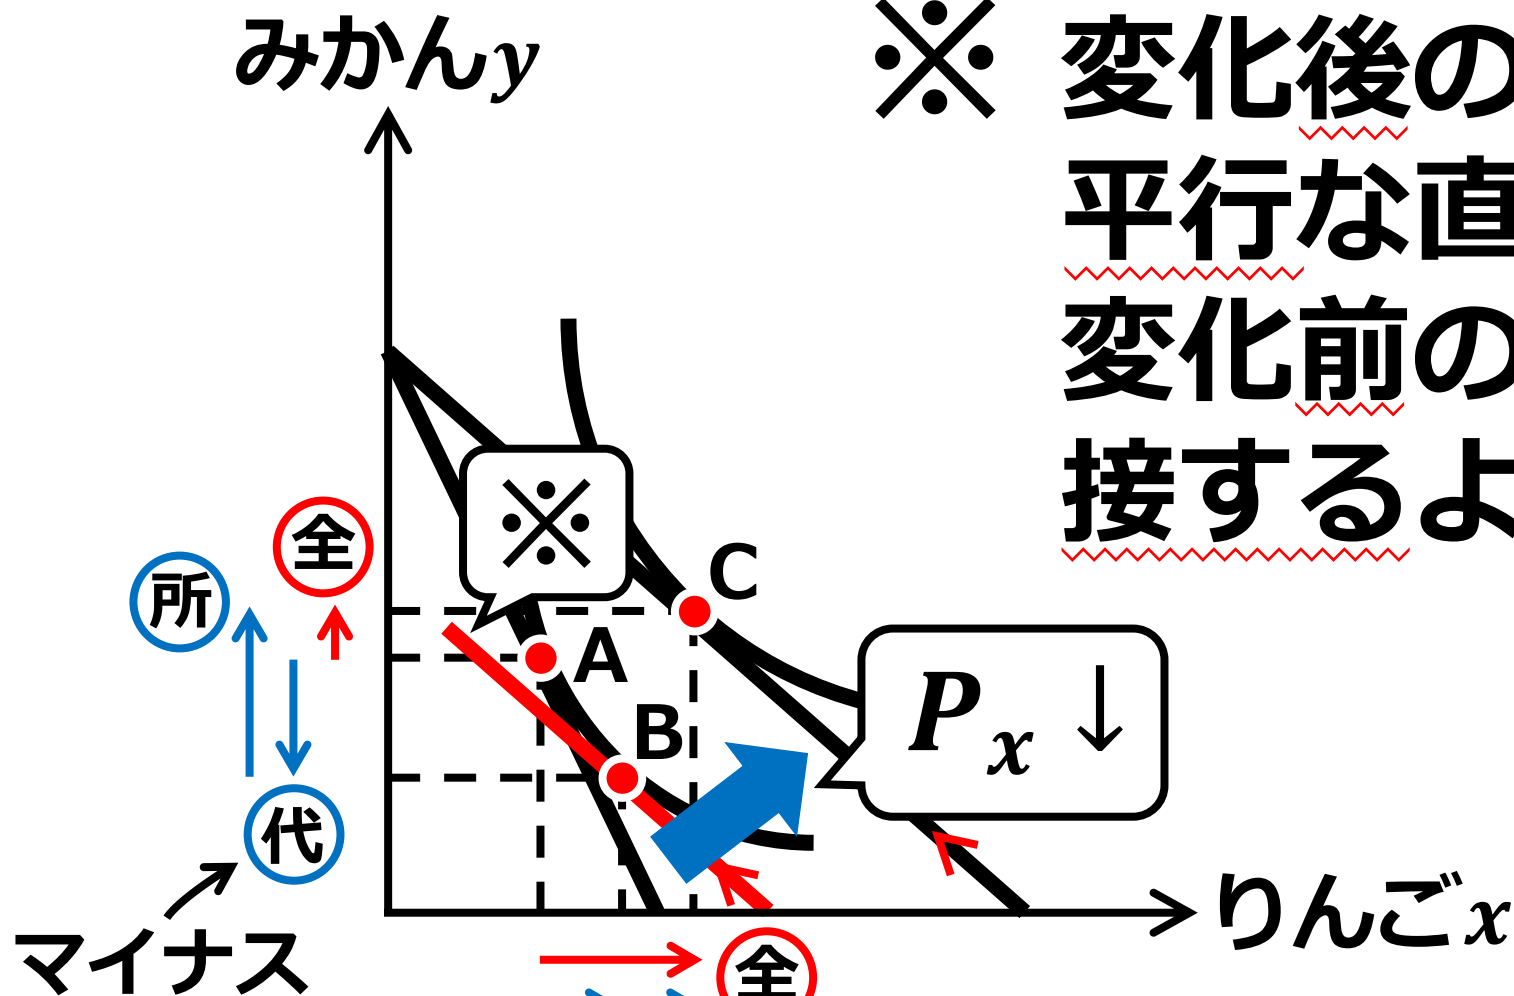 みかんy
※ 変化後の
平行な直
変化前の
接するよ
※
全
所
C
A
B
P x ↓
代
マイナス
りんごx
全